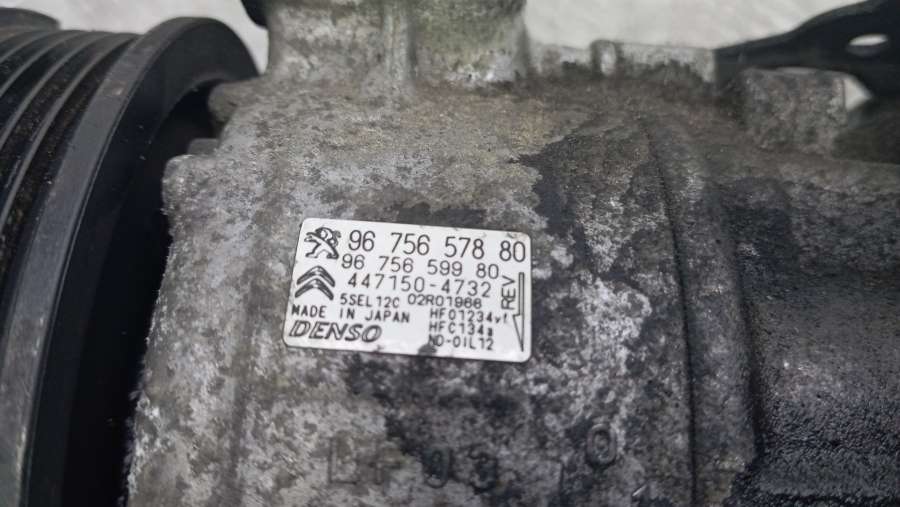 96 756 578 80
96 756 599 80
447150-4732
5SEL12C 02R01966
MADE IN JAPAN HF01234yf
DENSO HFC134a
ND-OIL12
REV